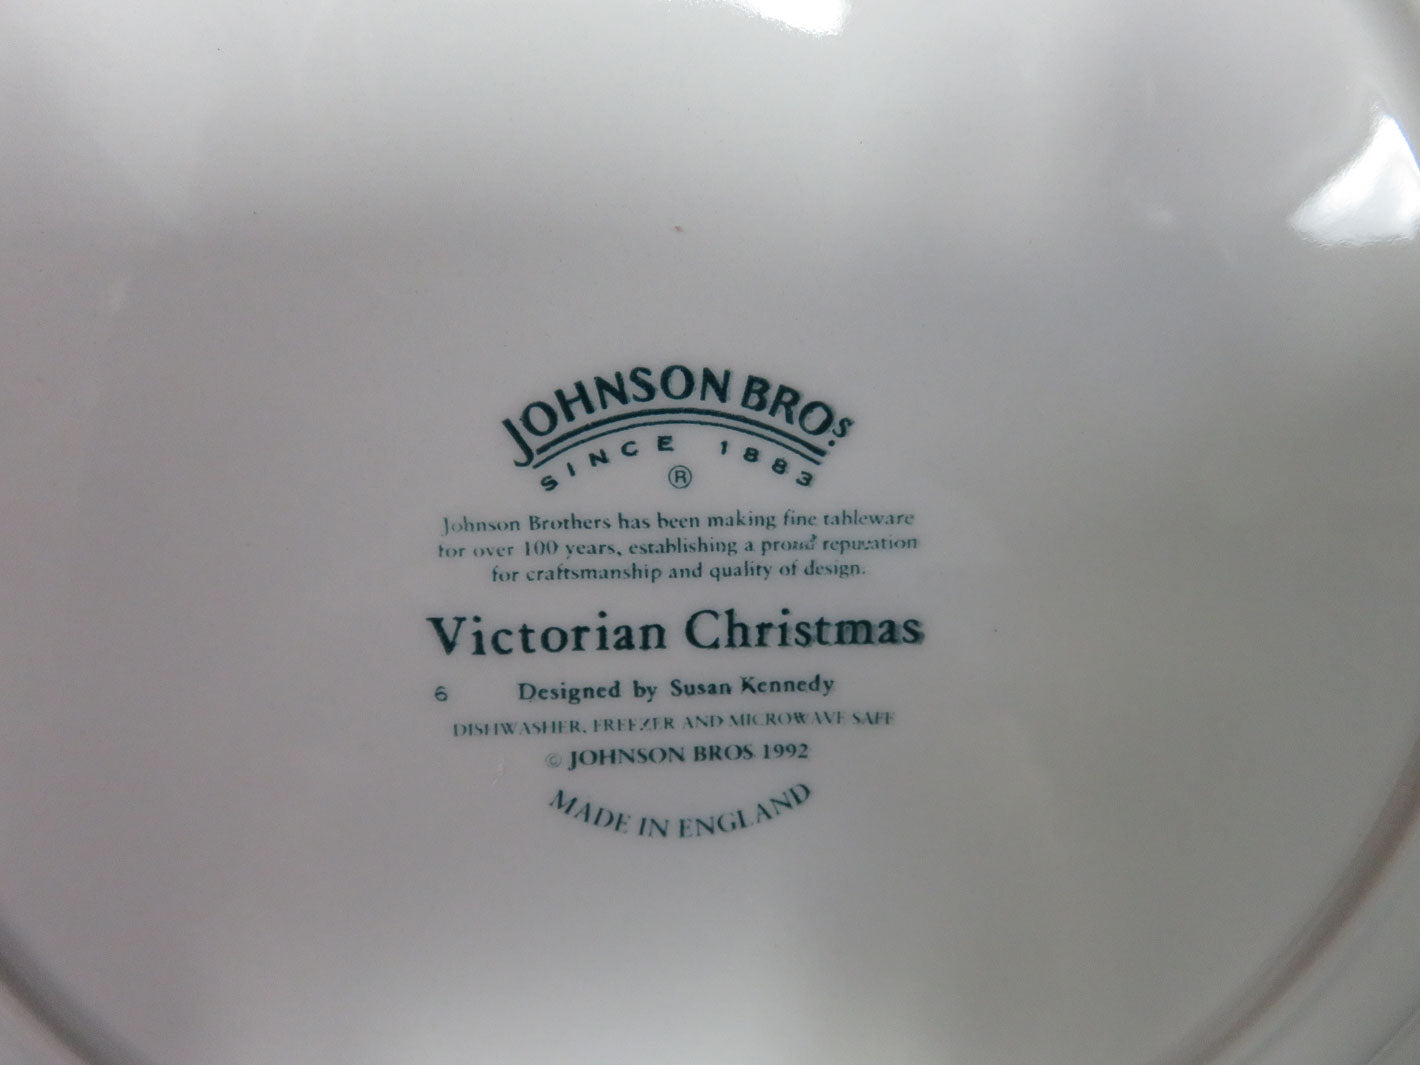 JOHNSON BROS.
SINCE 1883
®
Johnson Brothers has been making fine tableware
for over 100 years, establishing a proud reputation
for craftsmanship and quality of design.
Victorian Christmas
6 Designed by Susan Kennedy
DISHWASHER, FREEZER AND MICROWAVE SAFE
© JOHNSON BROS 1992
MADE IN ENGLAND